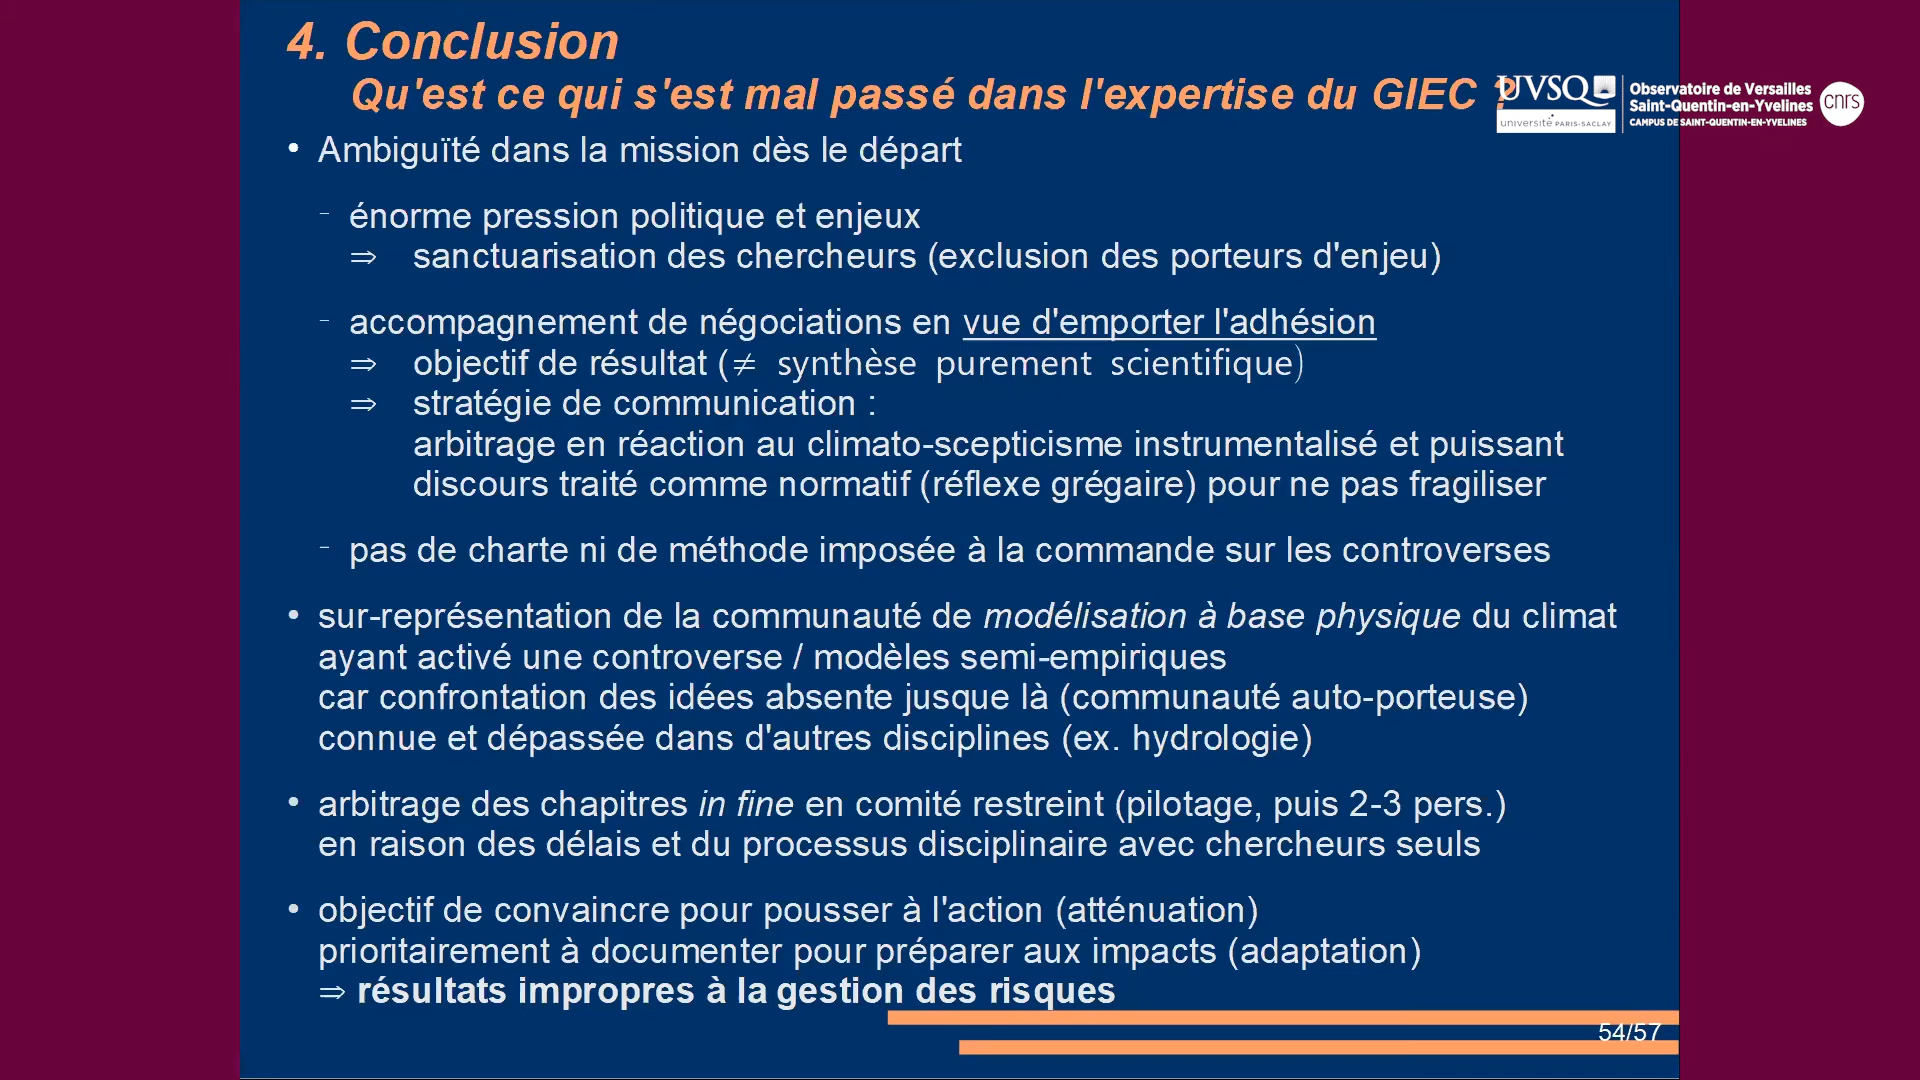 4. Conclusion
Qu'est ce qui s'est mal passé dans l'expertise du GIEC ?
UVSQ
université PARIS-SACLAY
Observatoire de Versailles
Saint-Quentin-en-Yvelines
CAMPUS DE SAINT-QUENTIN-EN-YVELINES
cnrs
• Ambiguïté dans la mission dès le départ
- énorme pression politique et enjeux
⇒ sanctuarisation des chercheurs (exclusion des porteurs d'enjeu)
- accompagnement de négociations en vue d'emporter l'adhésion
⇒ objectif de résultat (≠ synthèse purement scientifique)
⇒ stratégie de communication :
arbitrage en réaction au climato-scepticisme instrumentalisé et puissant
discours traité comme normatif (réflexe grégaire) pour ne pas fragiliser
- pas de charte ni de méthode imposée à la commande sur les controverses
• sur-représentation de la communauté de modélisation à base physique du climat
ayant activé une controverse / modèles semi-empiriques
car confrontation des idées absente jusque là (communauté auto-porteuse)
connue et dépassée dans d'autres disciplines (ex. hydrologie)
• arbitrage des chapitres in fine en comité restreint (pilotage, puis 2-3 pers.)
en raison des délais et du processus disciplinaire avec chercheurs seuls
• objectif de convaincre pour pousser à l'action (atténuation)
prioritairement à documenter pour préparer aux impacts (adaptation)
⇒ résultats impropres à la gestion des risques
54/57